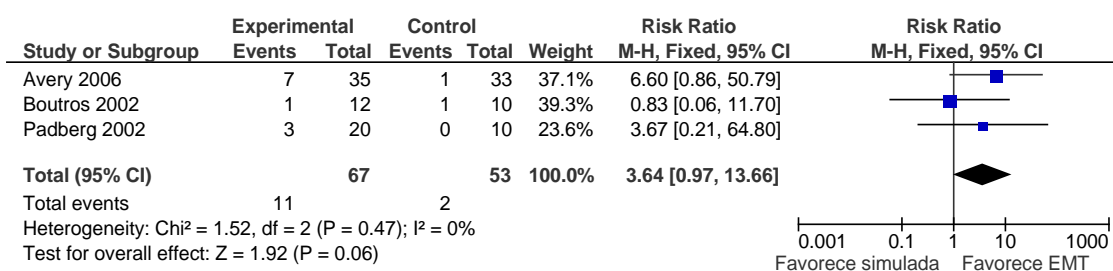 Experimental Control Risk Ratio Risk Ratio
Study or Subgroup Events Total Events Total Weight M-H, Fixed, 95% CI M-H, Fixed, 95% CI
Avery 2006 7 35 1 33 37.1% 6.60 [0.86, 50.79]
Boutros 2002 1 12 1 10 39.3% 0.83 [0.06, 11.70]
Padberg 2002 3 20 0 10 23.6% 3.67 [0.21, 64.80]
Total (95% CI) 67 53 100.0% 3.64 [0.97, 13.66]
Total events 11 2
Heterogeneity: Chi² = 1.52, df = 2 (P = 0.47); I² = 0%
Test for overall effect: Z = 1.92 (P = 0.06)
0.001 0.1 1 10 1000
Favorece simulada Favorece EMT